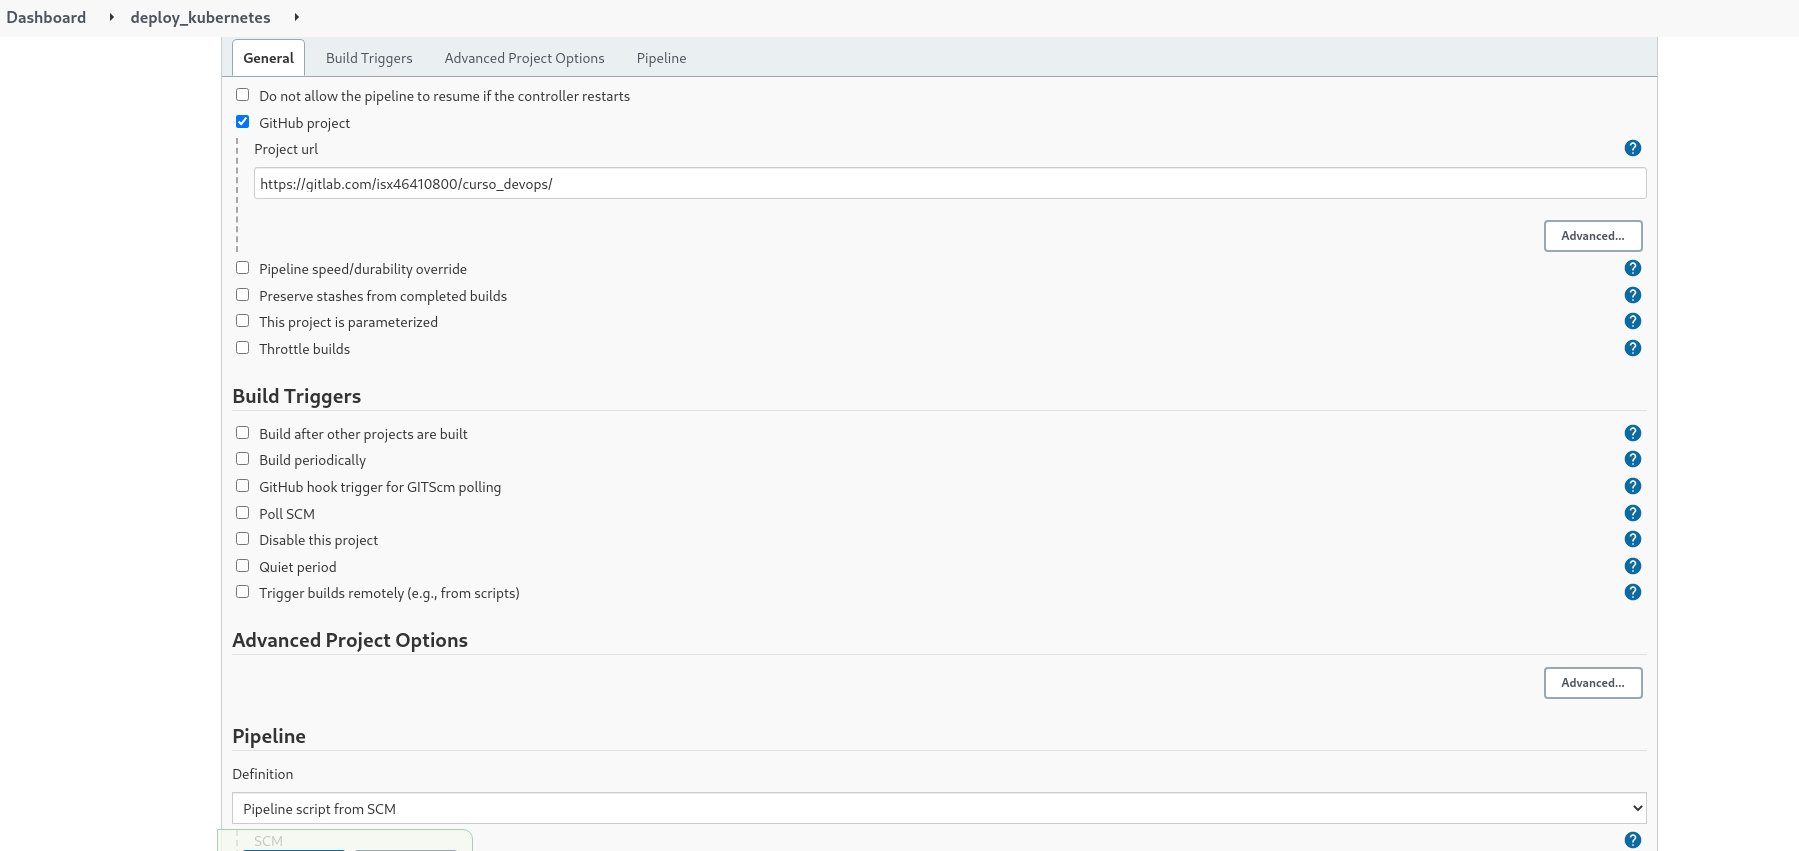 Dashboard deploy_kubernetes
General Build Triggers Advanced Project Options Pipeline
Do not allow the pipeline to resume if the controller restarts
GitHub project
Project url
https://gitlab.com/isx46410800/curso_devops/
Advanced...
Pipeline speed/durability override
Preserve stashes from completed builds
This project is parameterized
Throttle builds
Build Triggers
Build after other projects are built
Build periodically
GitHub hook trigger for GITScm polling
Poll SCM
Disable this project
Quiet period
Trigger builds remotely (e.g., from scripts)
Advanced Project Options
Advanced...
Pipeline
Definition
Pipeline script from SCM
SCM